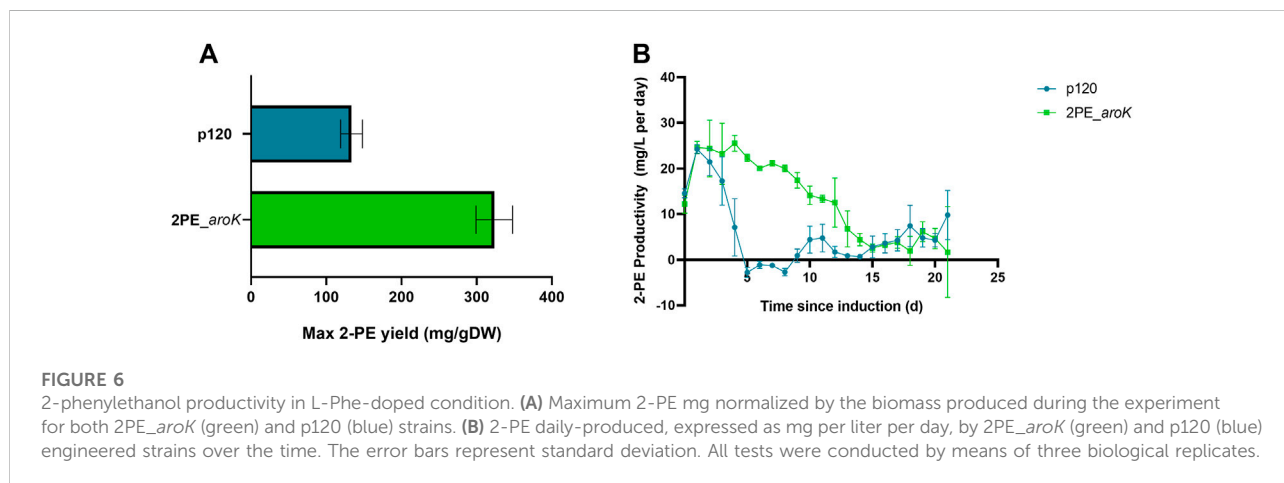 A
p120
2PE_aroK
0 100 200 300 400
Max 2-PE yield (mg/gDW)
B
2-PE Productivity (mg/L per day)
40
30
20
10
0
-10
5 10 15 20 25
Time since induction (d)
p120
2PE_aroK
FIGURE 6
2-phenylethanol productivity in L-Phe-doped condition. (A) Maximum 2-PE mg normalized by the biomass produced during the experiment
for both 2PE_aroK (green) and p120 (blue) strains. (B) 2-PE daily-produced, expressed as mg per liter per day, by 2PE_aroK (green) and p120 (blue)
engineered strains over the time. The error bars represent standard deviation. All tests were conducted by means of three biological replicates.